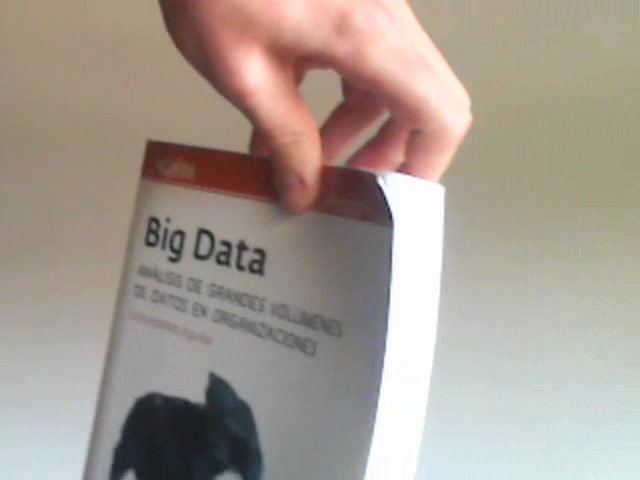 Big Data
ANÁLISIS DE GRANDES VOLÚMENES
DE DATOS EN ORGANIZACIONES